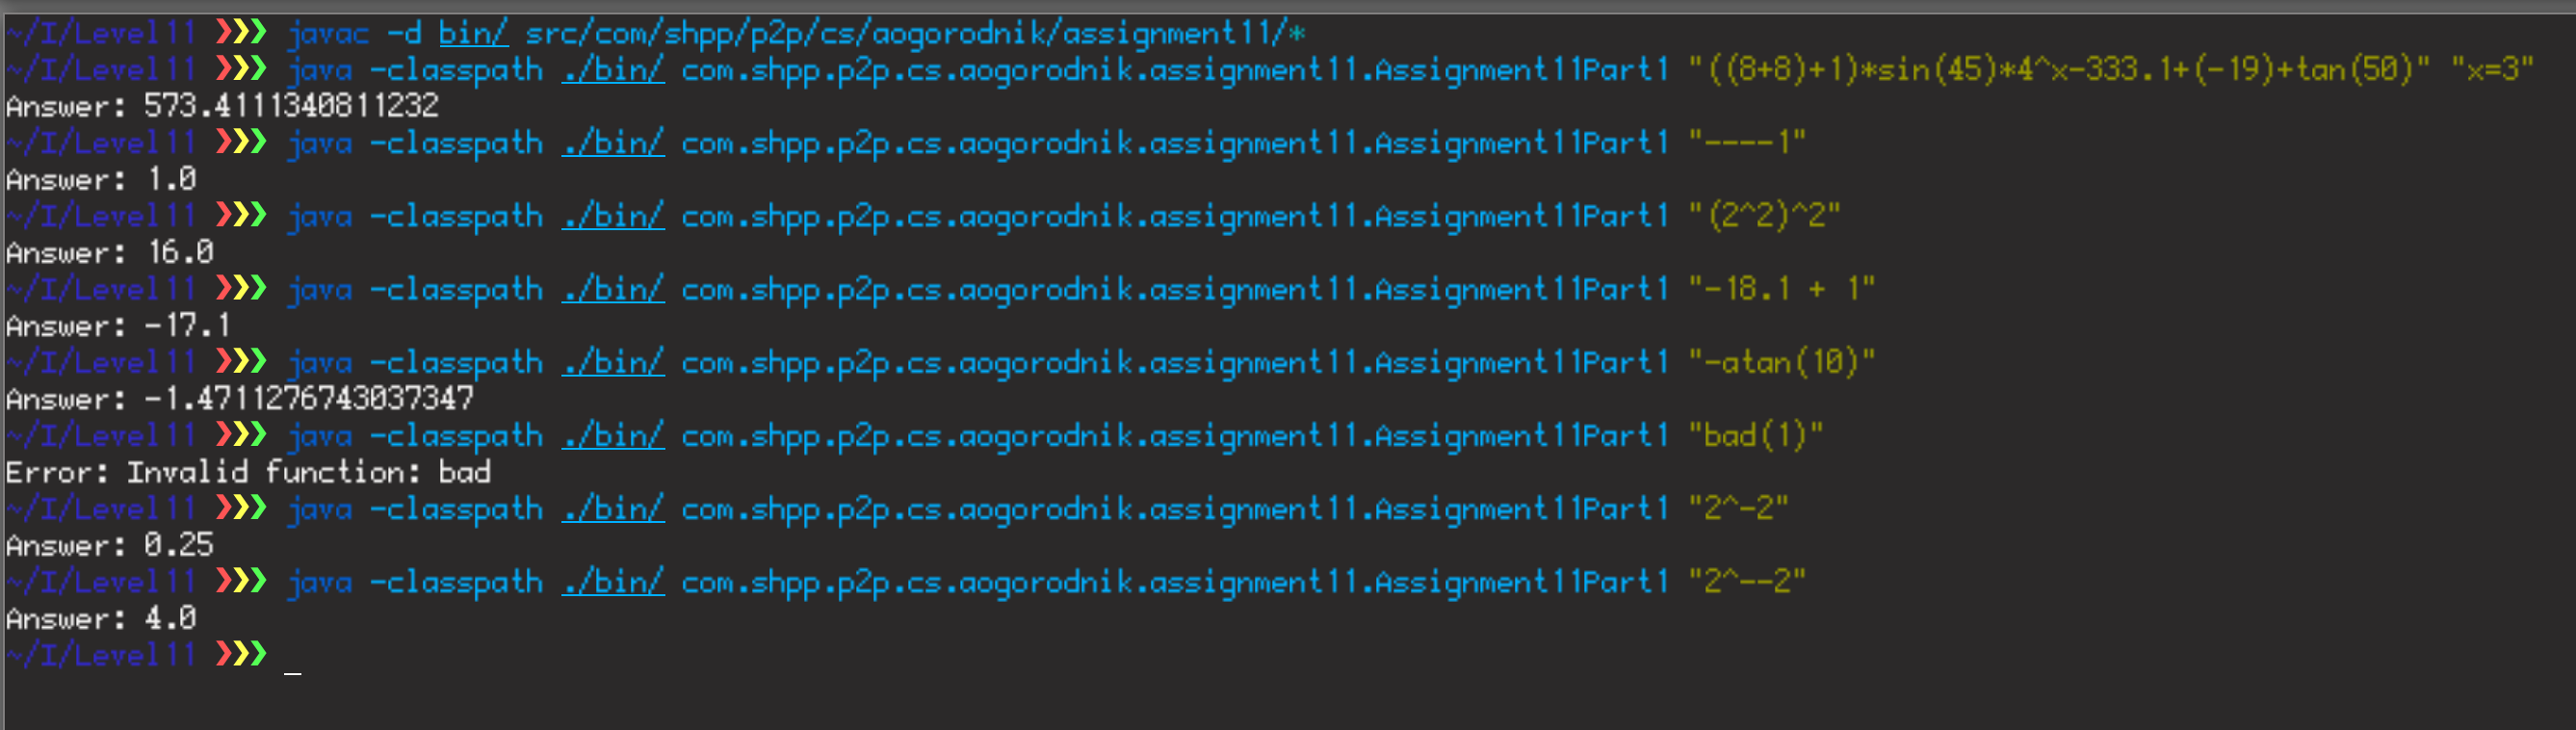 ~/I/Level11 ❯❯❯ javac -d bin/ src/com/shpp/p2p/cs/aogorodnik/assignment11/*
~/I/Level11 ❯❯❯ java -classpath ./bin/ com.shpp.p2p.cs.aogorodnik.assignment11.Assignment11Part1 "((8+8)+1)*sin(45)*4^x-333.1+(-19)+tan(50)" "x=3"
Answer: 573.4111340811232
~/I/Level11 ❯❯❯ java -classpath ./bin/ com.shpp.p2p.cs.aogorodnik.assignment11.Assignment11Part1 "----1"
Answer: 1.0
~/I/Level11 ❯❯❯ java -classpath ./bin/ com.shpp.p2p.cs.aogorodnik.assignment11.Assignment11Part1 "(2^2)^2"
Answer: 16.0
~/I/Level11 ❯❯❯ java -classpath ./bin/ com.shpp.p2p.cs.aogorodnik.assignment11.Assignment11Part1 "-18.1 + 1"
Answer: -17.1
~/I/Level11 ❯❯❯ java -classpath ./bin/ com.shpp.p2p.cs.aogorodnik.assignment11.Assignment11Part1 "-atan(10)"
Answer: -1.4711276743037347
~/I/Level11 ❯❯❯ java -classpath ./bin/ com.shpp.p2p.cs.aogorodnik.assignment11.Assignment11Part1 "bad(1)"
Error: Invalid function: bad
~/I/Level11 ❯❯❯ java -classpath ./bin/ com.shpp.p2p.cs.aogorodnik.assignment11.Assignment11Part1 "2^-2"
Answer: 0.25
~/I/Level11 ❯❯❯ java -classpath ./bin/ com.shpp.p2p.cs.aogorodnik.assignment11.Assignment11Part1 "2^--2"
Answer: 4.0
~/I/Level11 ❯❯❯ _